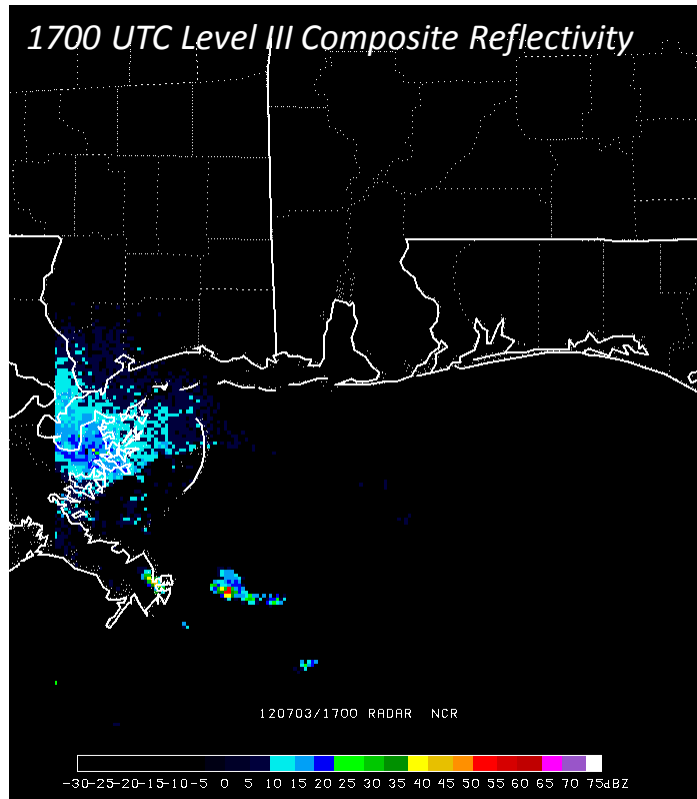 1700 UTC Level III Composite Reflectivity
120703/1700 RADAR NCR
-30-25-20-15-10 -5 0 5 10 15 20 25 30 35 40 45 50 55 60 65 70 75dBZ